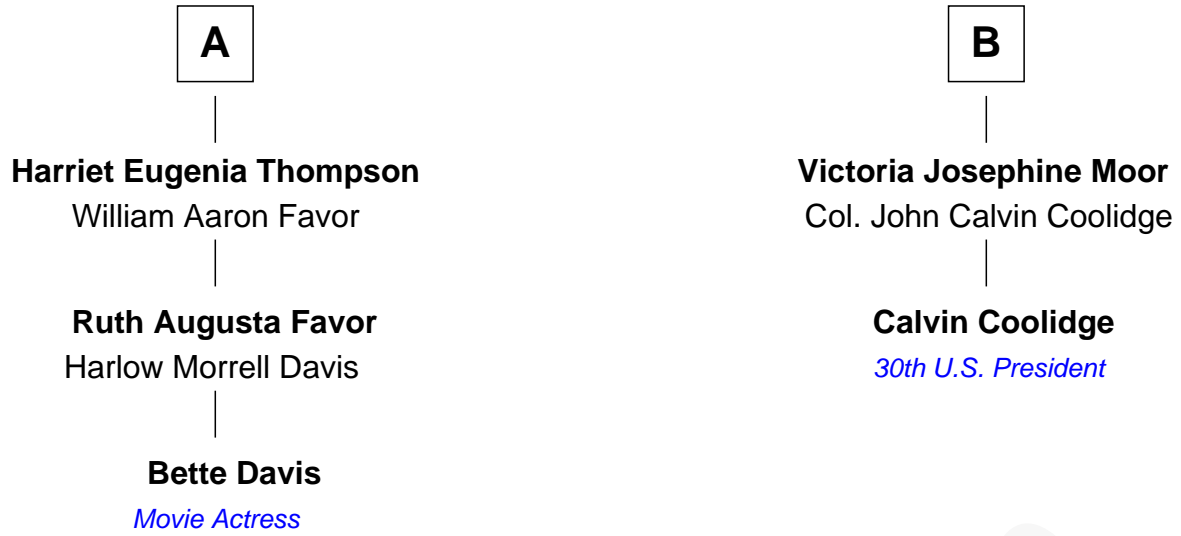 A
Harriet Eugenia Thompson
William Aaron Favor
Ruth Augusta Favor
Harlow Morrell Davis
Bette Davis
Movie Actress
B
Victoria Josephine Moor
Col. John Calvin Coolidge
Calvin Coolidge
30th U.S. President